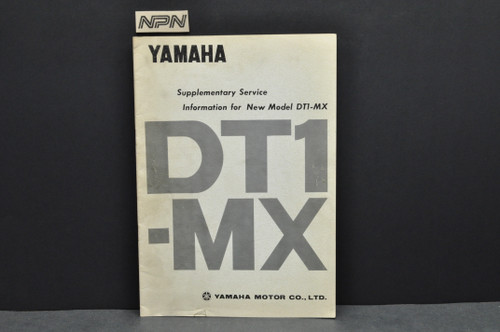 NPN
YAMAHA
Supplementary Service
Information for New Model DT1-MX
DT1
-MX
YAMAHA MOTOR CO., LTD.